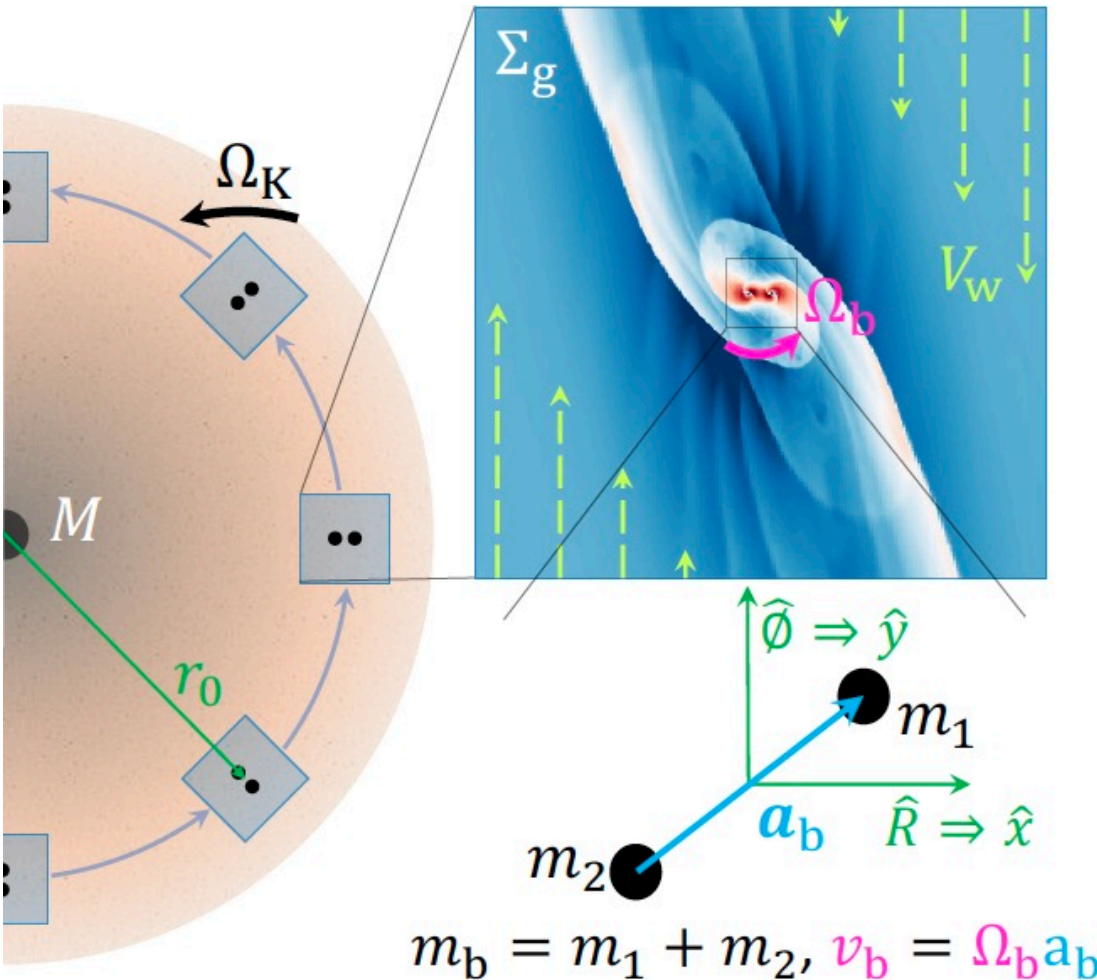 Σg
ΩK
Vw
Ωb
M
r0
∅̂ ⇒ ŷ
m1
R̂ ⇒ x̂
ab
m2
mb = m1 + m2, vb = Ωbab